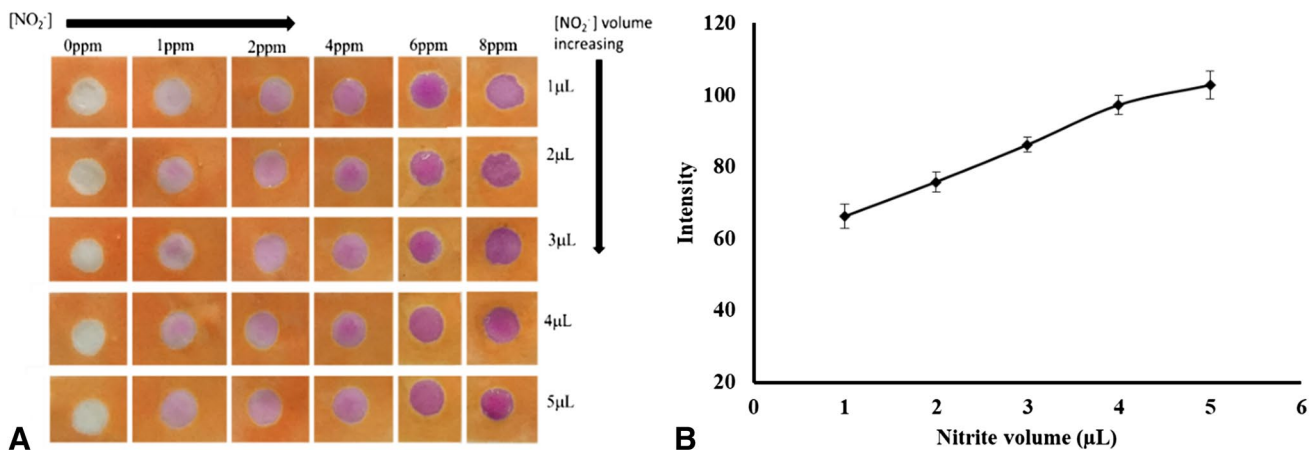 [NO₂⁻]
[NO₂⁻] volume
increasing
0ppm 1ppm 2ppm 4ppm 6ppm 8ppm
1µL
2µL
3µL
4µL
5µL
A
120
100
80
60
40
20
0 1 2 3 4 5 6
Intensity
Nitrite volume (µL)
B